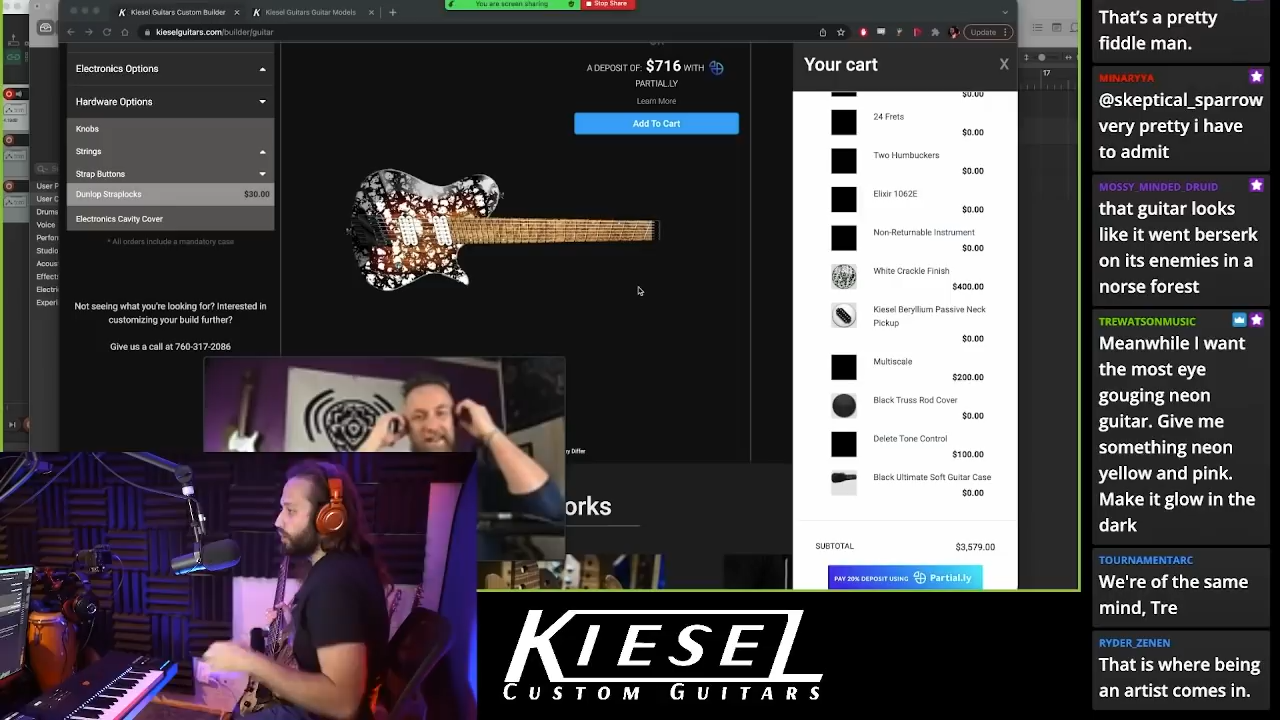 You are screen sharing
Stop Share
Kiesel Guitars Custom Builder
Kiesel Guitars Guitar Models
kieselguitars.com/builder/guitar
Update
Electronics Options
Hardware Options
Knobs
Strings
Strap Buttons
Dunlop Straplocks
$30.00
Electronics Cavity Cover
* All orders include a mandatory case
Not seeing what you're looking for? Interested in
customizing your build further?
Give us a call at 760-317-2086
A DEPOSIT OF: $716 WITH
PARTIAL.LY
Learn More
Add To Cart
orks
Your cart
X
$0.00
24 Frets
$0.00
Two Humbuckers
$0.00
Elixir 1062E
$0.00
Non-Returnable Instrument
$0.00
White Crackle Finish
$400.00
Kiesel Beryllium Passive Neck
Pickup
$0.00
Multiscale
$200.00
Black Truss Rod Cover
$0.00
Delete Tone Control
$100.00
Black Ultimate Soft Guitar Case
$0.00
SUBTOTAL
$3,579.00
PAY 20% DEPOSIT USING Partial.ly
17
KIESEL
CUSTOM GUITARS
That's a pretty
fiddle man.
MINARYYA
@skeptical_sparrow
very pretty i have
to admit
MOSSY_MINDED_DRUID
that guitar looks
like it went berserk
on its enemies in a
norse forest
TREWATSONMUSIC
Meanwhile I want
the most eye
gouging neon
guitar. Give me
something neon
yellow and pink.
Make it glow in the
dark
TOURNAMENTARC
We're of the same
mind, Tre
RYDER_ZENEN
That is where being
an artist comes in.